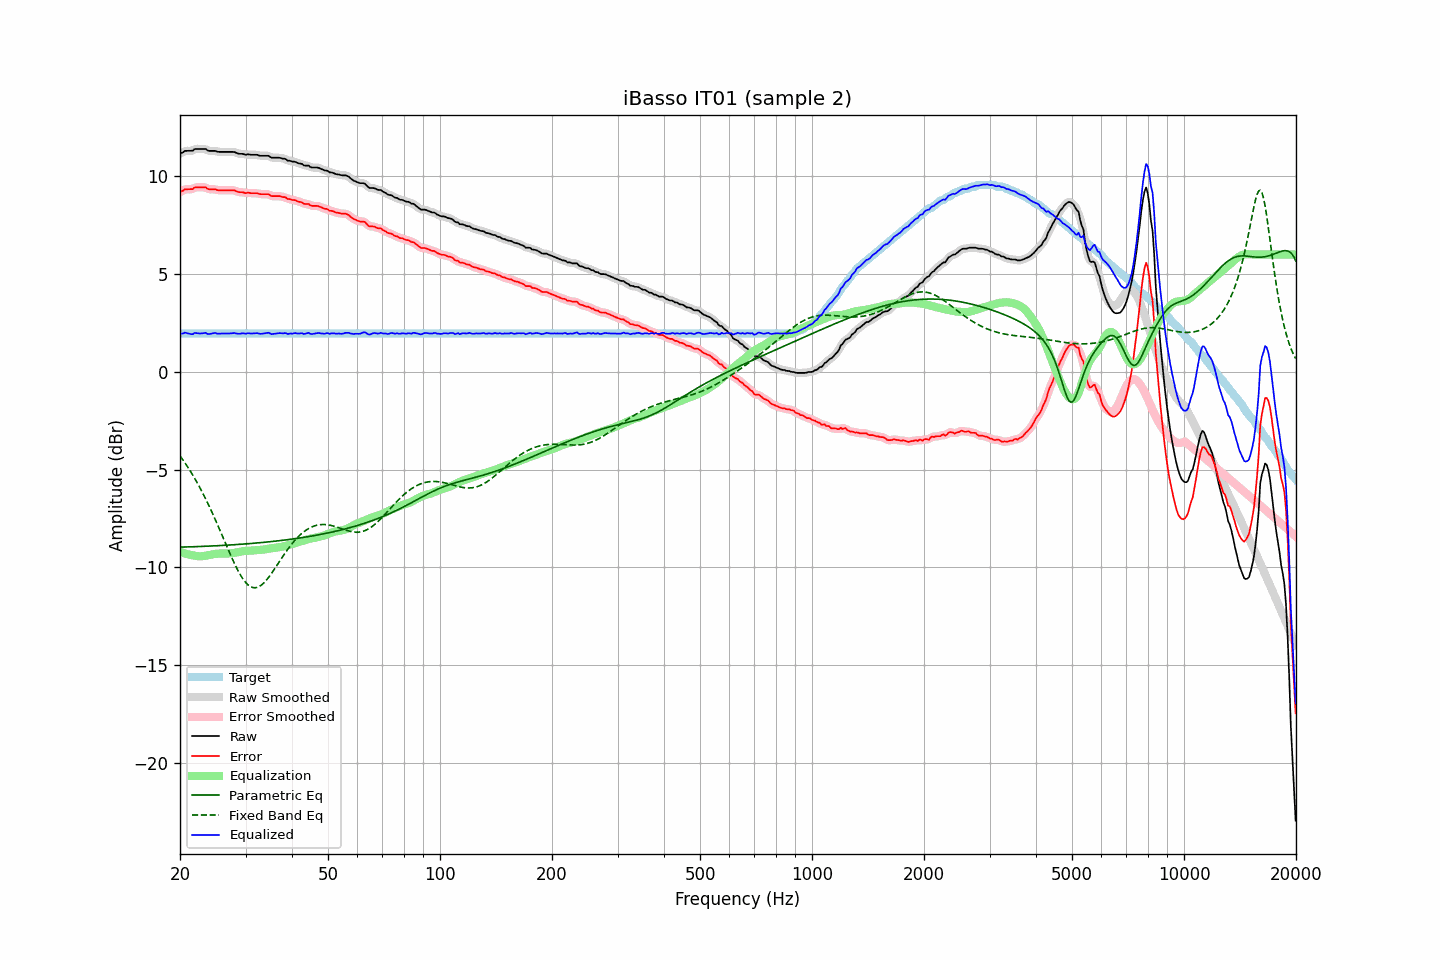 iBasso IT01 (sample 2)
Amplitude (dBr)
10
5
0
−5
−10
−15
−20
Target
Raw Smoothed
Error Smoothed
Raw
Error
Equalization
Parametric Eq
Fixed Band Eq
Equalized
20 50 100 200 500 1000 2000 5000 10000 20000
Frequency (Hz)